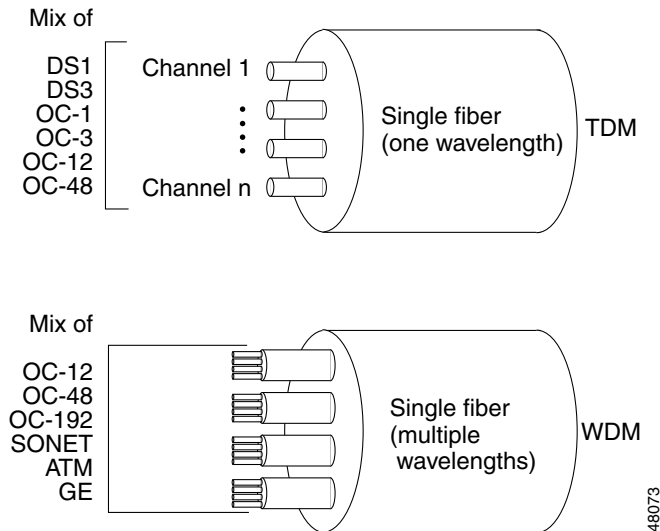 Mix of
DS1
DS3
OC-1
OC-3
OC-12
OC-48
Channel 1
Channel n
Single fiber
(one wavelength)
TDM
Mix of
OC-12
OC-48
OC-192
SONET
ATM
GE
Single fiber
(multiple
wavelengths)
WDM
48073